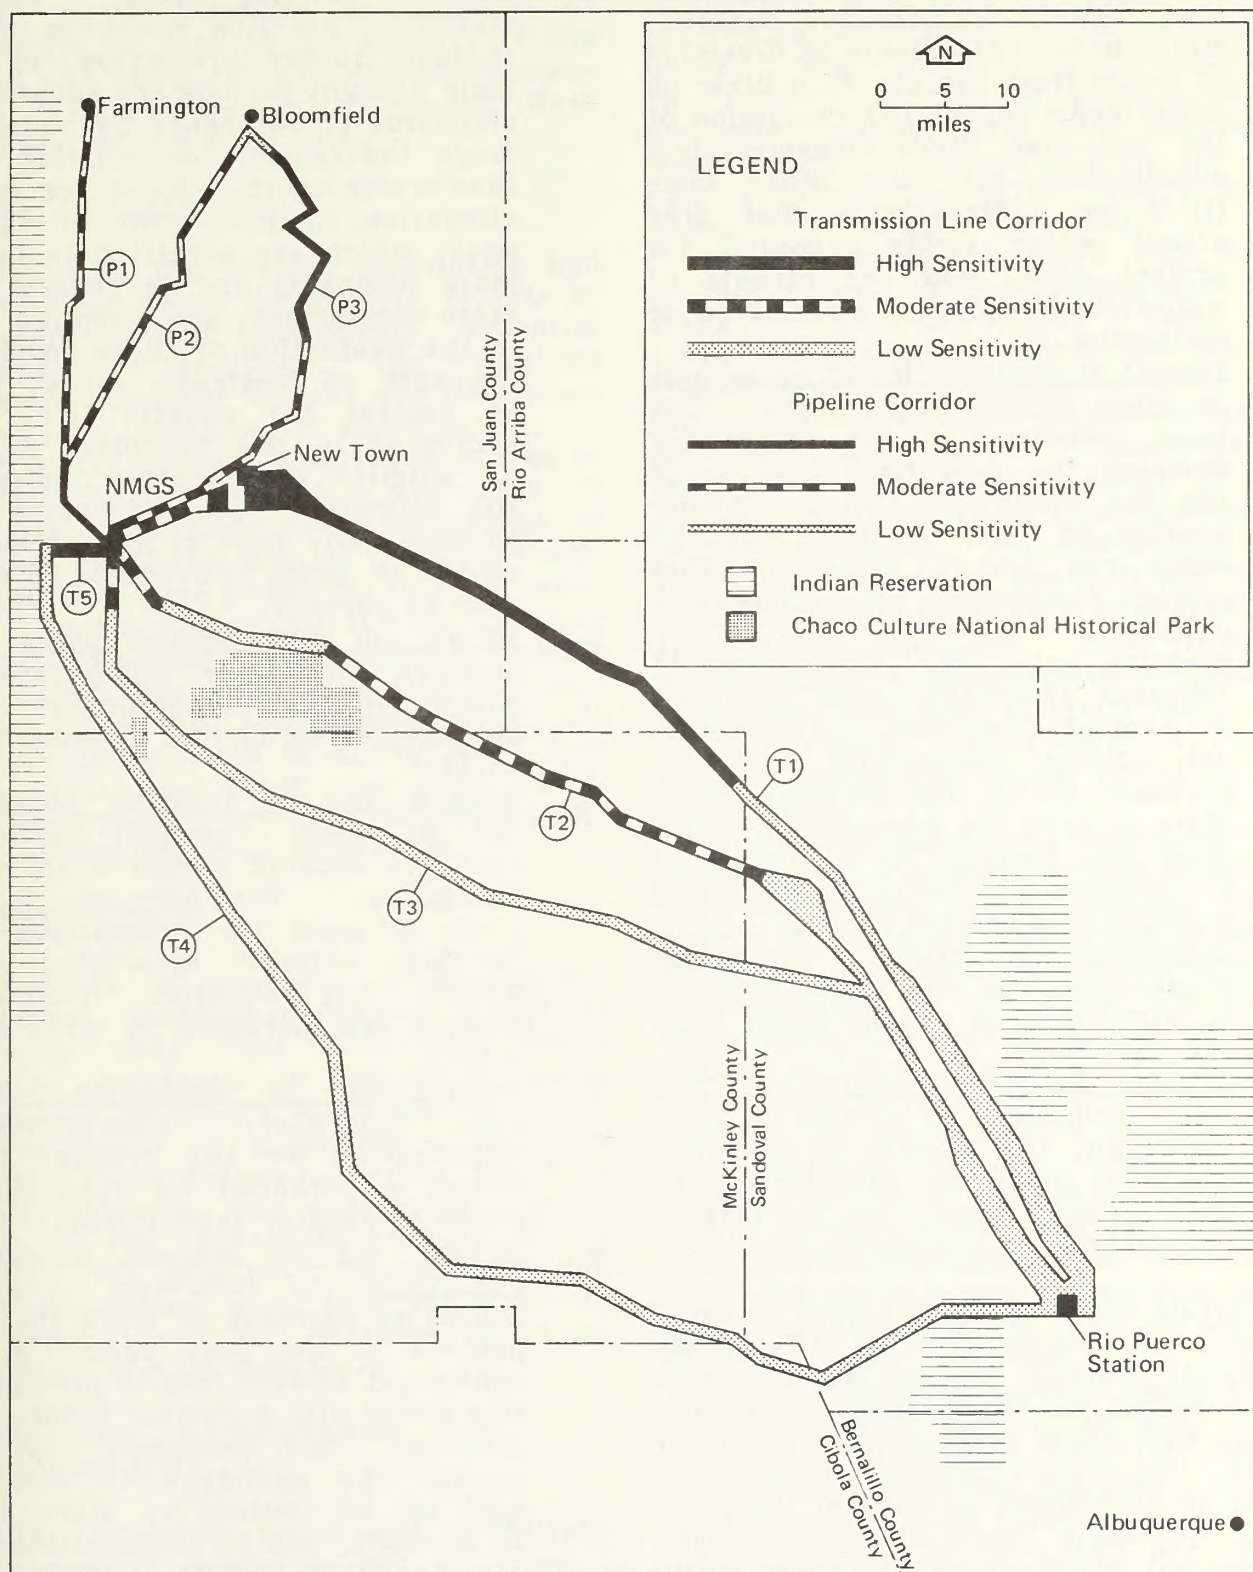 N
0 5 10
miles
LEGEND
Transmission Line Corridor
High Sensitivity
Moderate Sensitivity
Low Sensitivity
Pipeline Corridor
High Sensitivity
Moderate Sensitivity
Low Sensitivity
Indian Reservation
Chaco Culture National Historical Park
Farmington
Bloomfield
P1
P2
P3
San Juan County
Rio Arriba County
New Town
NMGS
T5
T1
T2
T3
T4
McKinley County
Sandoval County
Rio Puerco
Station
Bernalillo County
Cibola County
Albuquerque